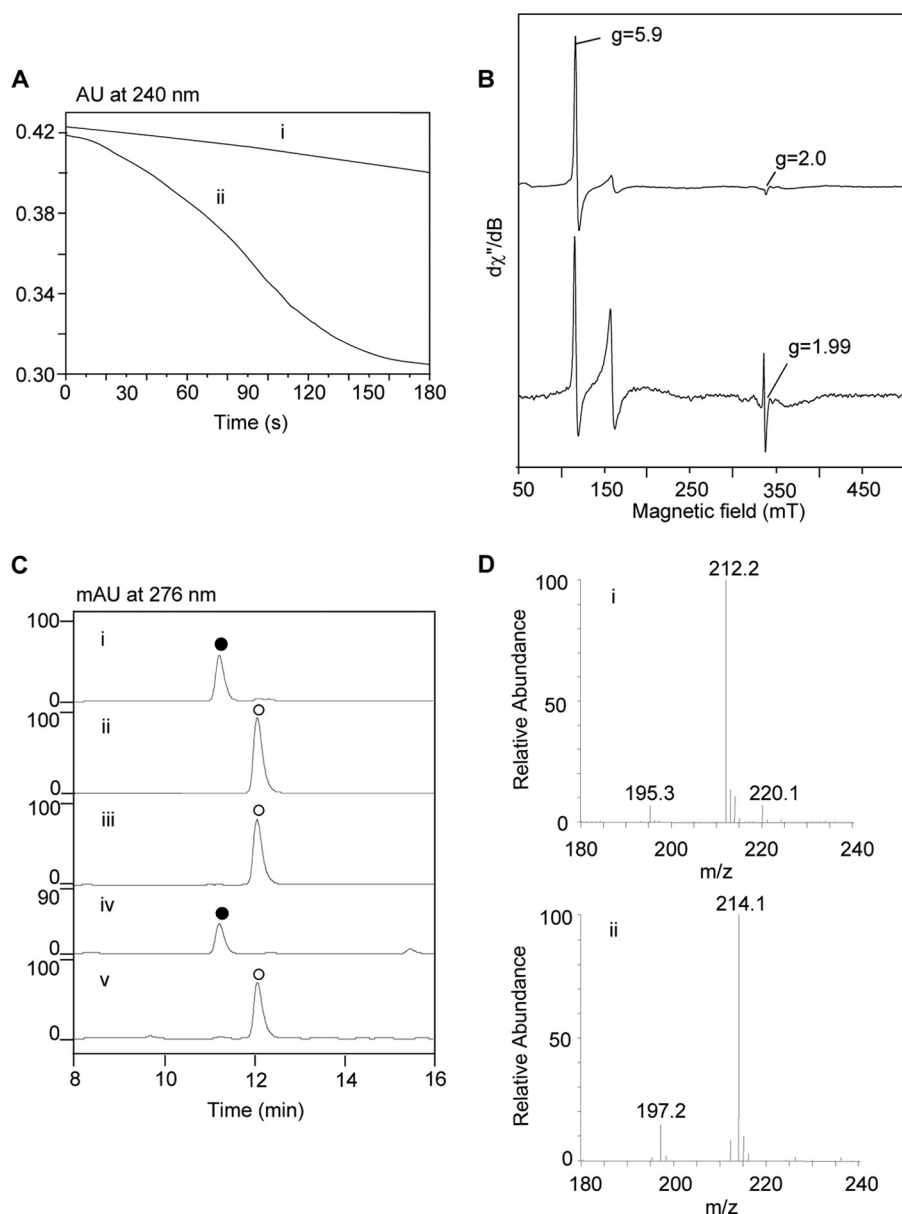 A
AU at 240 nm
0.42
0.38
0.34
0.30
i
ii
0 30 60 90 120 150 180
Time (s)
B
g=5.9
g=2.0
g=1.99
dχ"/dB
50 150 250 350 450
Magnetic field (mT)
C
mAU at 276 nm
100
i
0
100
ii
0
100
iii
0
90
iv
0
100
v
0
8 10 12 14 16
Time (min)
D
212.2
100
i
Relative Abundance
50
195.3
220.1
0
180 200 220 240
m/z
214.1
100
ii
Relative Abundance
50
197.2
0
180 200 220 240
m/z